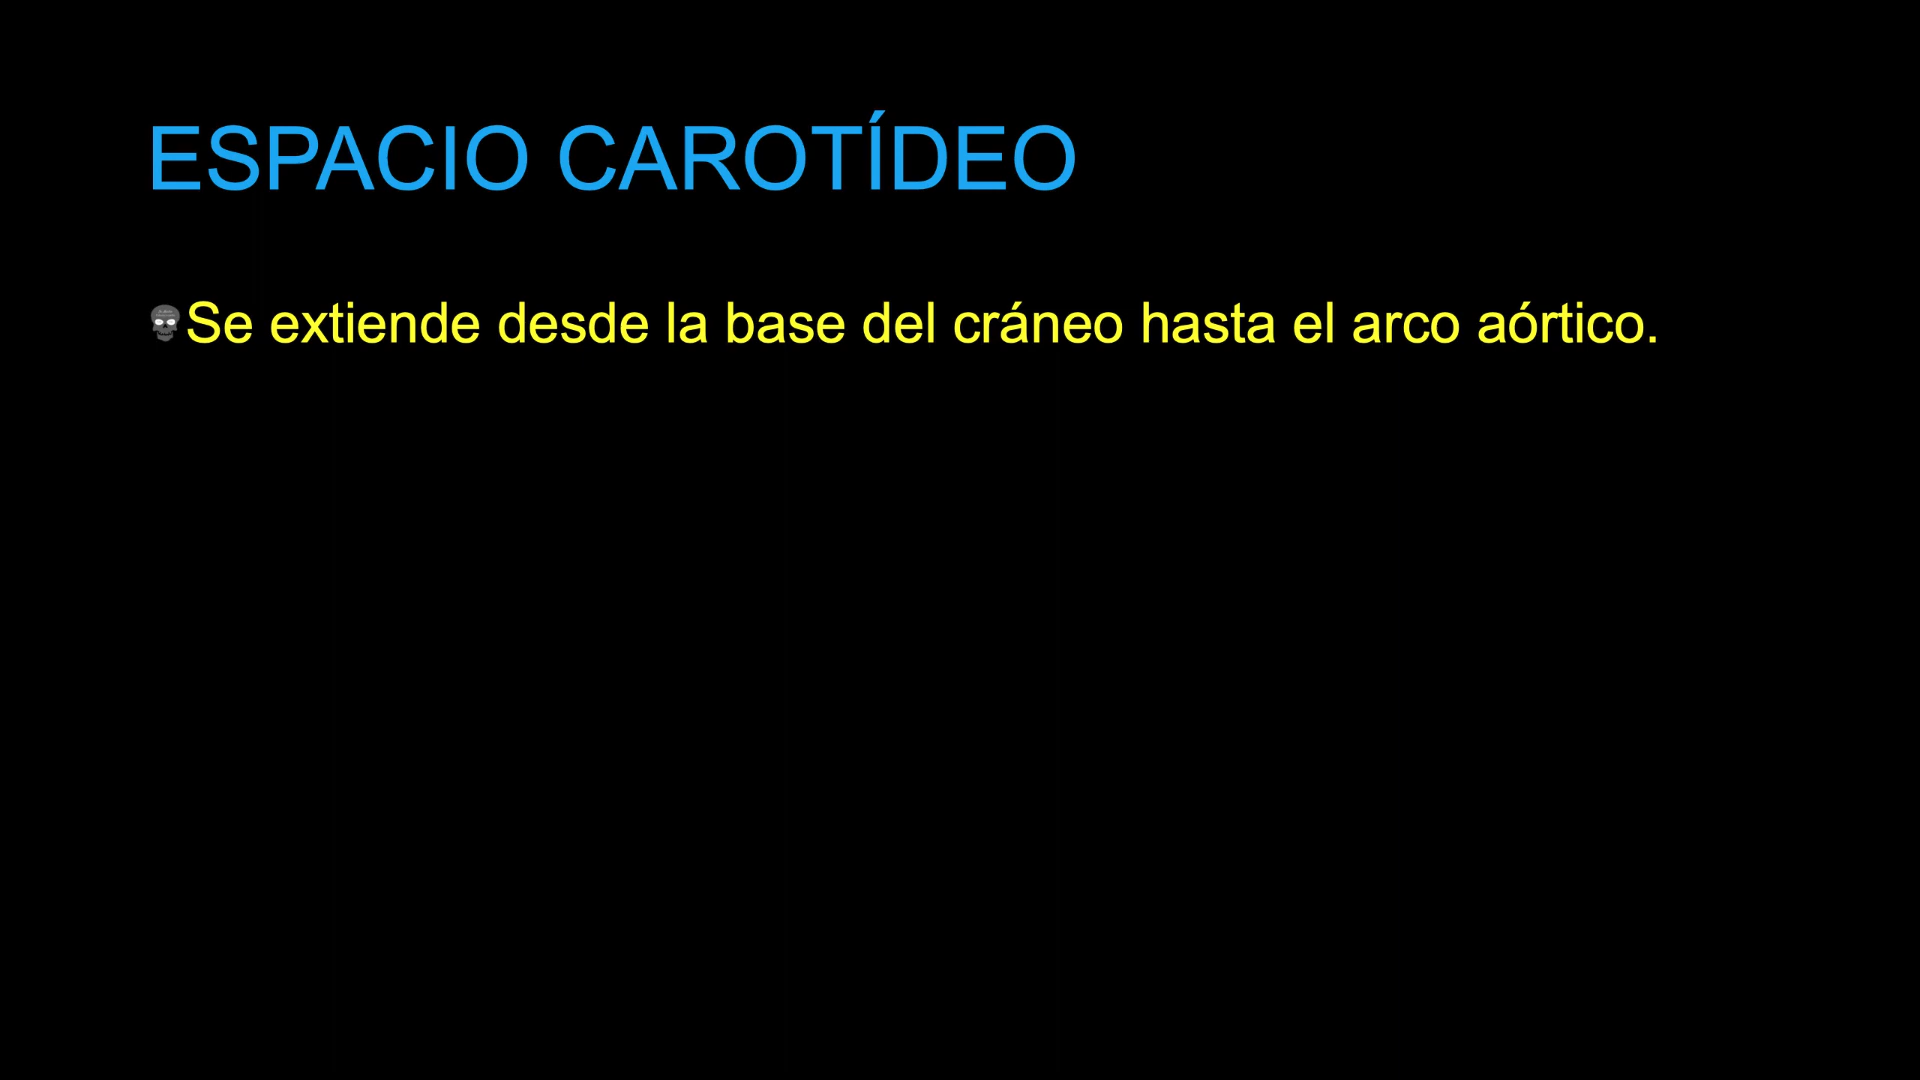 ESPACIO CAROTÍDEO
Se extiende desde la base del cráneo hasta el arco aórtico.